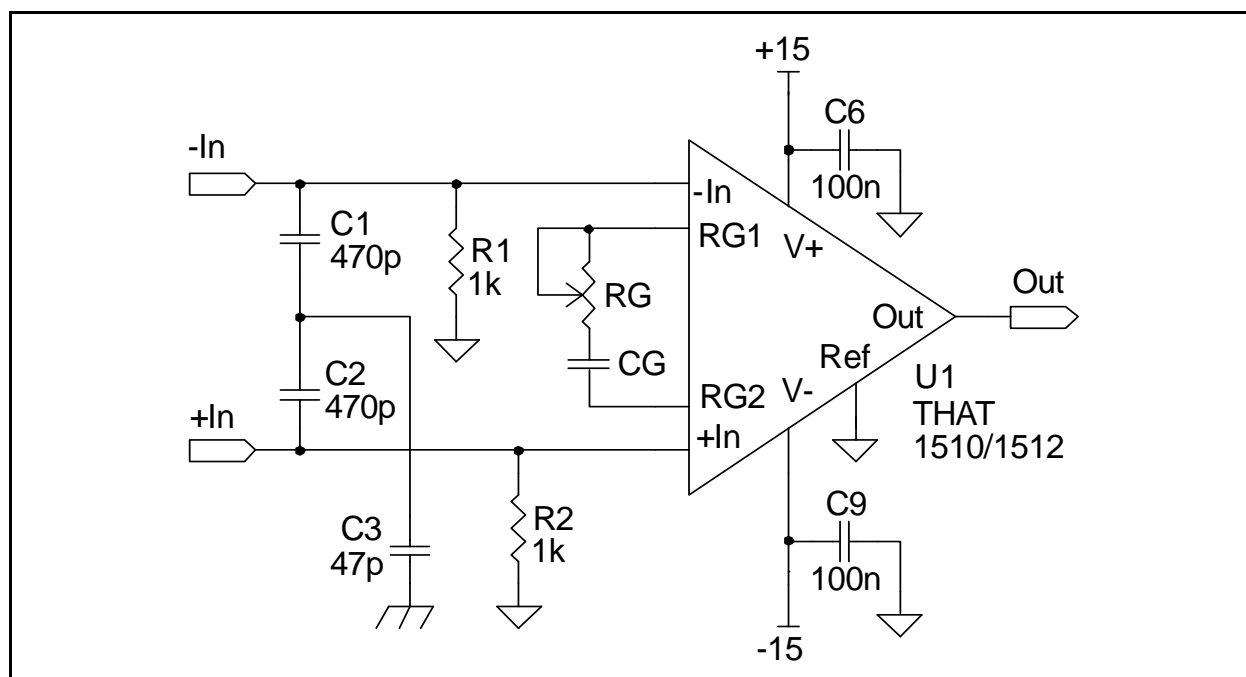 +15
C6
100n
-In
C1
470p
R1
1k
-In
RG1
V+
RG
CG
Out
Out
Ref
C2
470p
RG2
V-
U1
THAT
1510/1512
+In
+In
C3
47p
R2
1k
C9
100n
-15